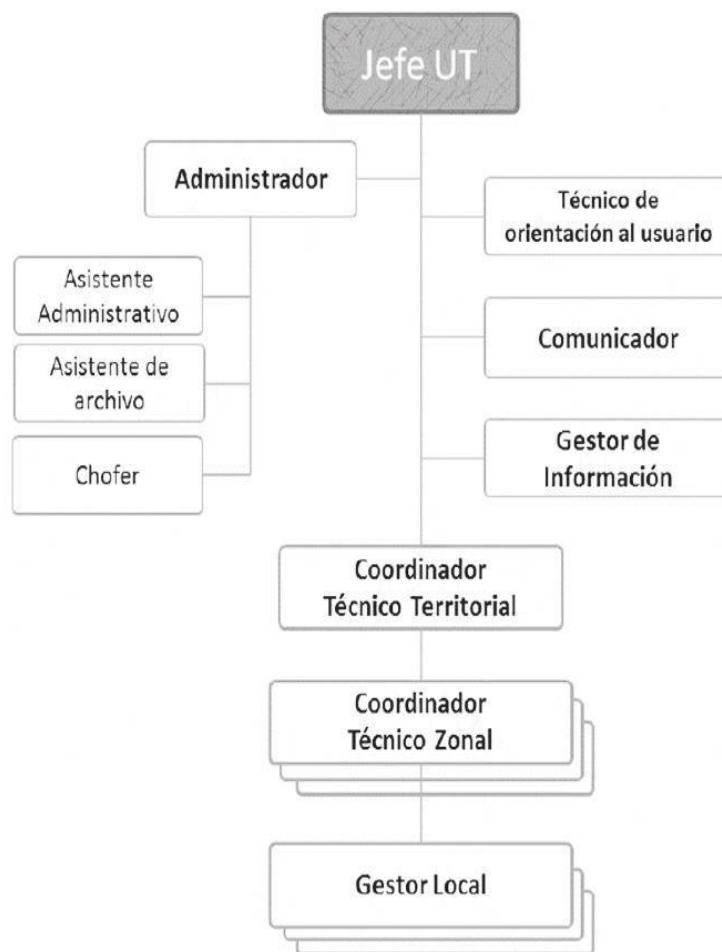 Jefe UT
Administrador
Técnico de
orientación al usuario
Asistente
Administrativo
Comunicador
Asistente de
archivo
Gestor de
Información
Chofer
Coordinador
Técnico Territorial
Coordinador
Técnico Zonal
Gestor Local